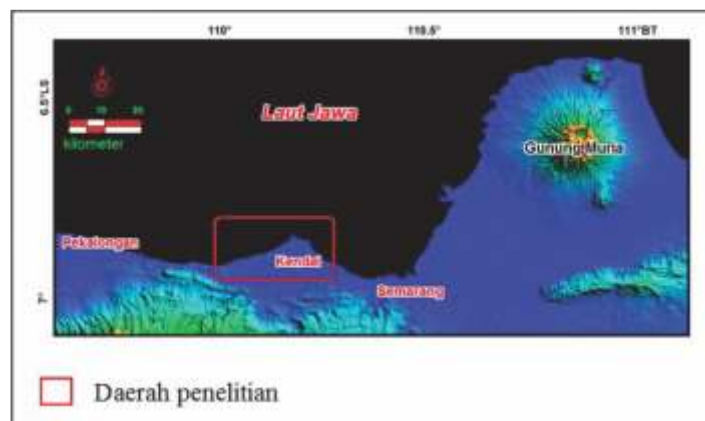 110°
110.5°
111°BT
6.5°LS
Laut Jawa
kilometer
Gunung Muria
Pekalongan
Kendal
Semarang
7°
Daerah penelitian